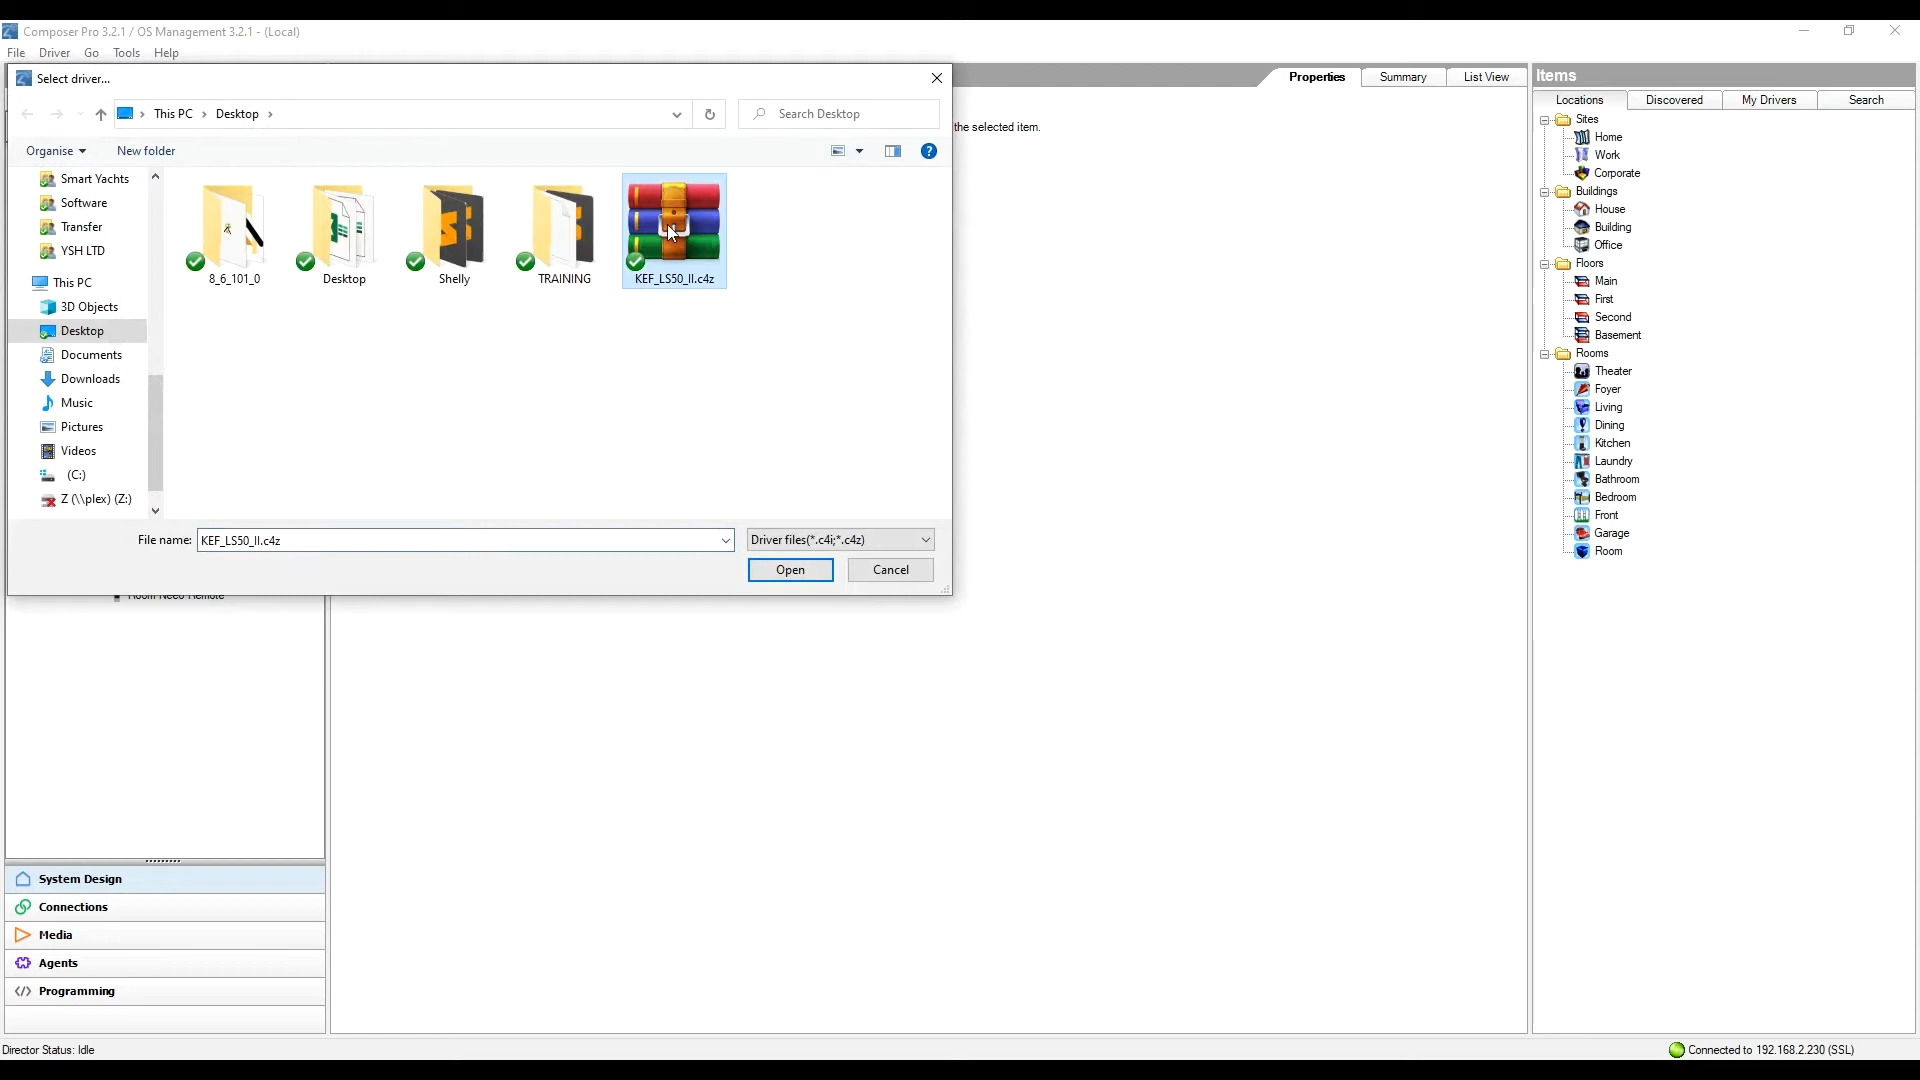 Composer Pro 3.2.1 / OS Management 3.2.1 - (Local)
File Driver Go Tools Help
Select driver...
This PC > Desktop >
Search Desktop
Organise
New folder
Smart Yachts
Software
Transfer
YSH LTD
This PC
3D Objects
Desktop
Documents
Downloads
Music
Pictures
Videos
(C:)
Z (\\plex) (Z:)
8_6_101_0
Desktop
Shelly
TRAINING
KEF_LS50_II.c4z
File name: KEF_LS50_II.c4z
Driver files(*.c4i;*.c4z)
Open
Cancel
Properties
Summary
List View
the selected item.
System Design
Connections
Media
Agents
</> Programming
Items
Locations
Discovered
My Drivers
Search
Sites
Home
Work
Corporate
Buildings
House
Building
Office
Floors
Main
First
Second
Basement
Rooms
Theater
Foyer
Living
Dining
Kitchen
Laundry
Bathroom
Bedroom
Front
Garage
Room
Director Status: Idle
Connected to 192.168.2.230 (SSL)